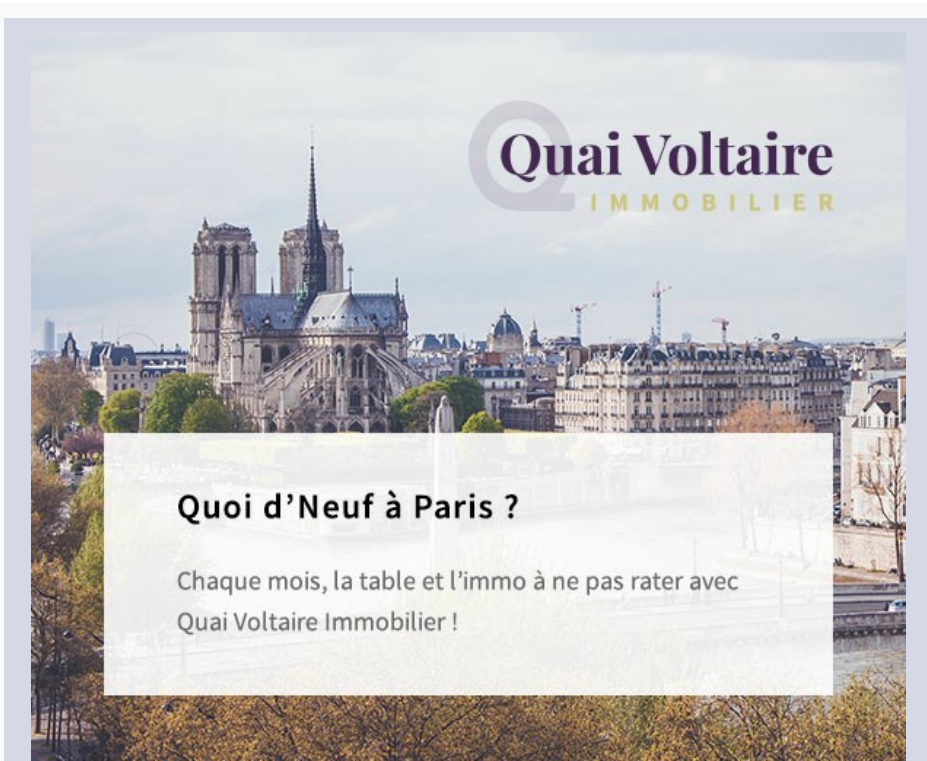 Quai Voltaire
IMMOBILIER
Quoi d’Neuf à Paris ?
Chaque mois, la table et l’immo à ne pas rater avec
Quai Voltaire Immobilier !